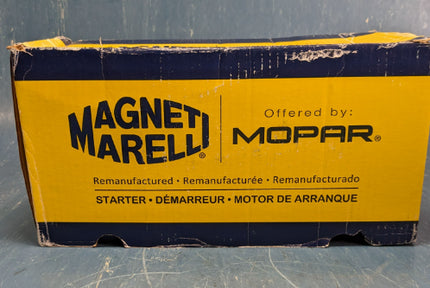 MAGNETI
MARELLI®
Offered by:
MOPAR®
Remanufactured • Remanufacturée • Remanufacturado
STARTER • DÉMARREUR • MOTOR DE ARRANQUE